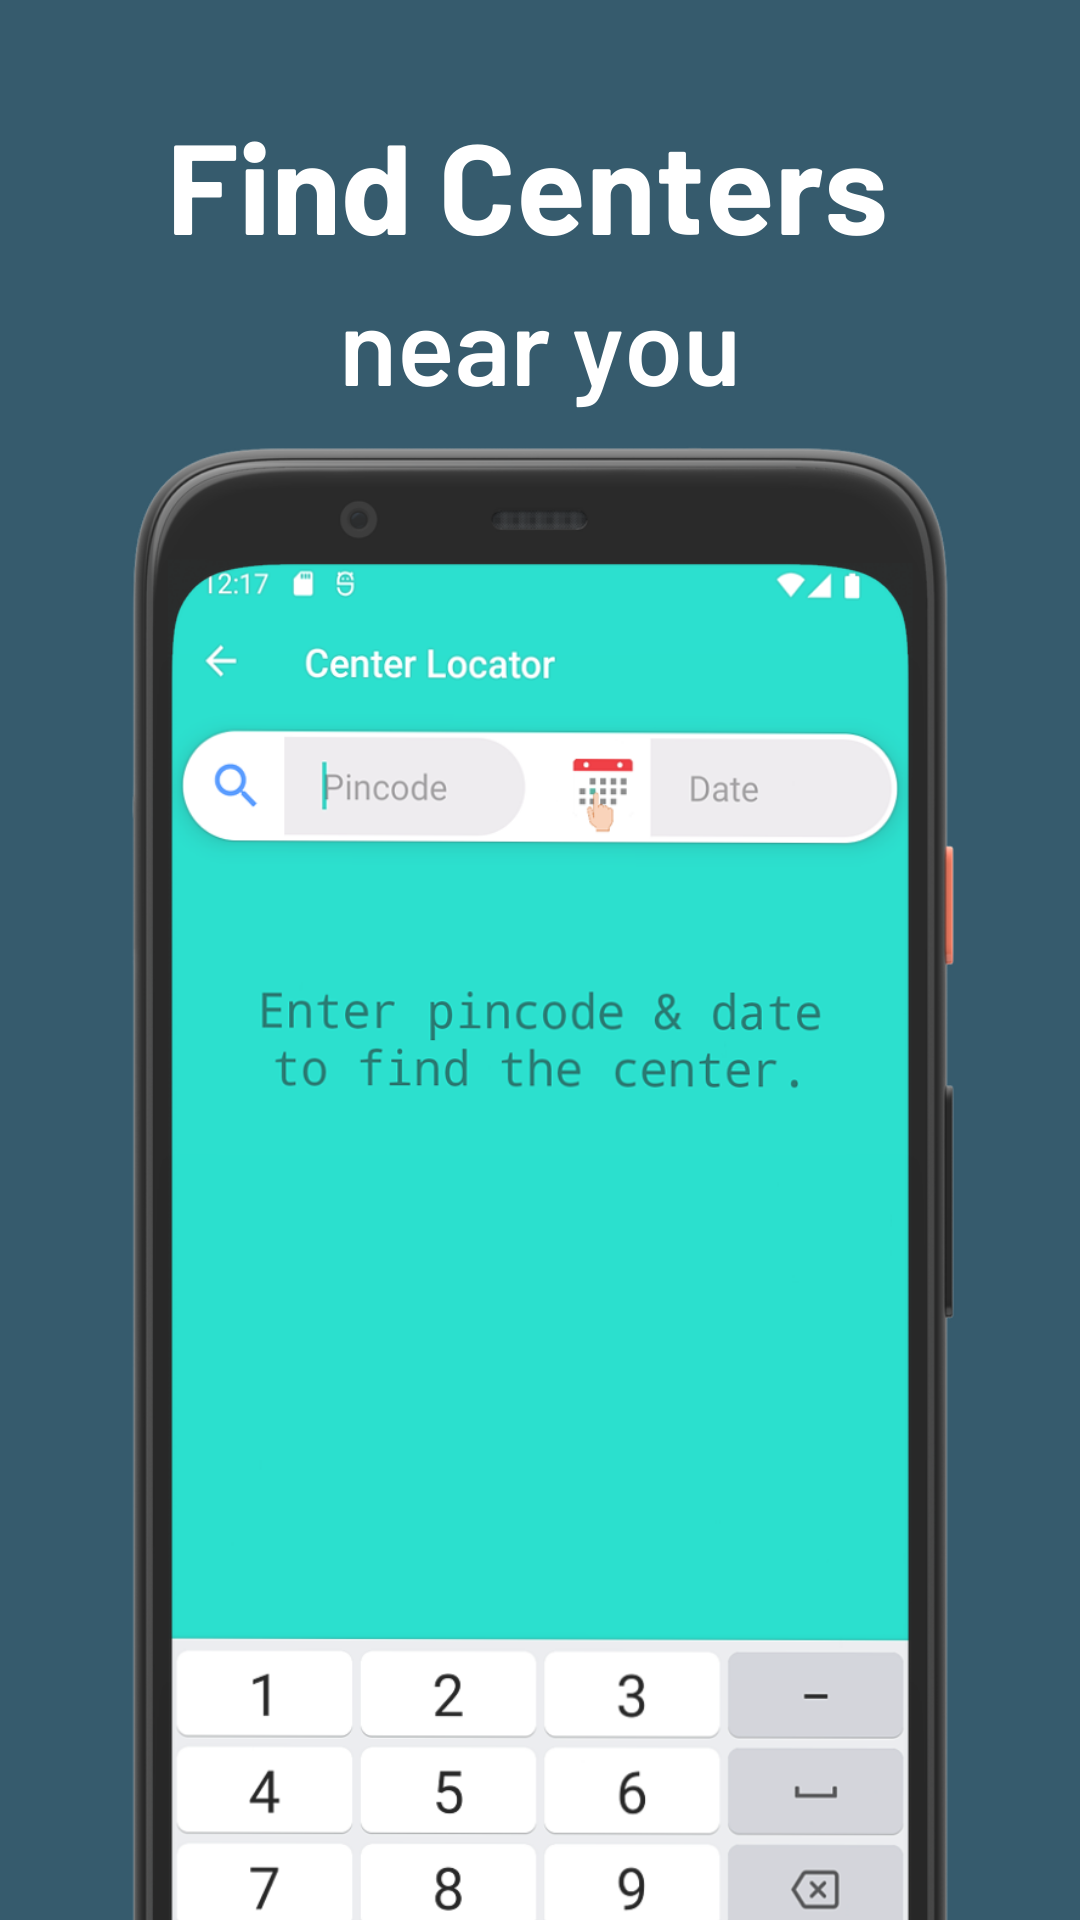 Find Centers
near you
12:17
Center Locator
Pincode
Date
Enter pincode & date
to find the center.
1 2 3 –
4 5 6
7 8 9